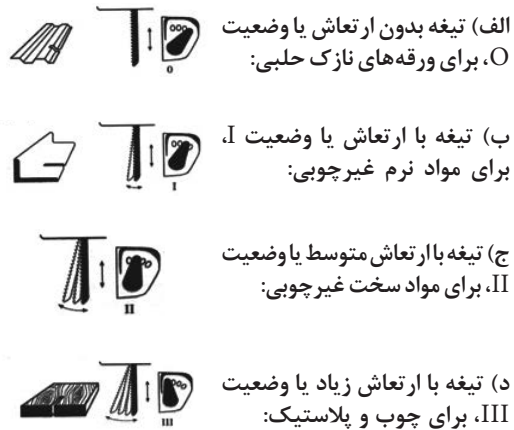 الف) تیغه بدون ارتعاش یا وضعیت
O، برای ورقه‌های نازک حلبی:
0
ب) تیغه با ارتعاش یا وضعیت I،
برای مواد نرم غیرچوبی:
I
ج) تیغه با ارتعاش متوسط یا وضعیت
II، برای مواد سخت غیرچوبی:
II
د) تیغه با ارتعاش زیاد یا وضعیت
III، برای چوب و پلاستیک:
III